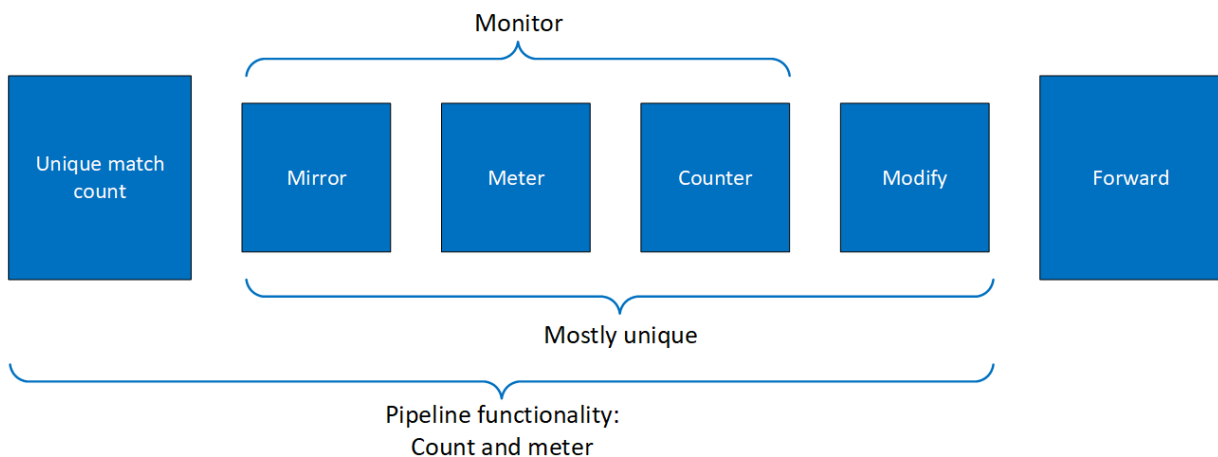 Monitor
Unique match
count
Mirror
Meter
Counter
Modify
Forward
Mostly unique
Pipeline functionality:
Count and meter